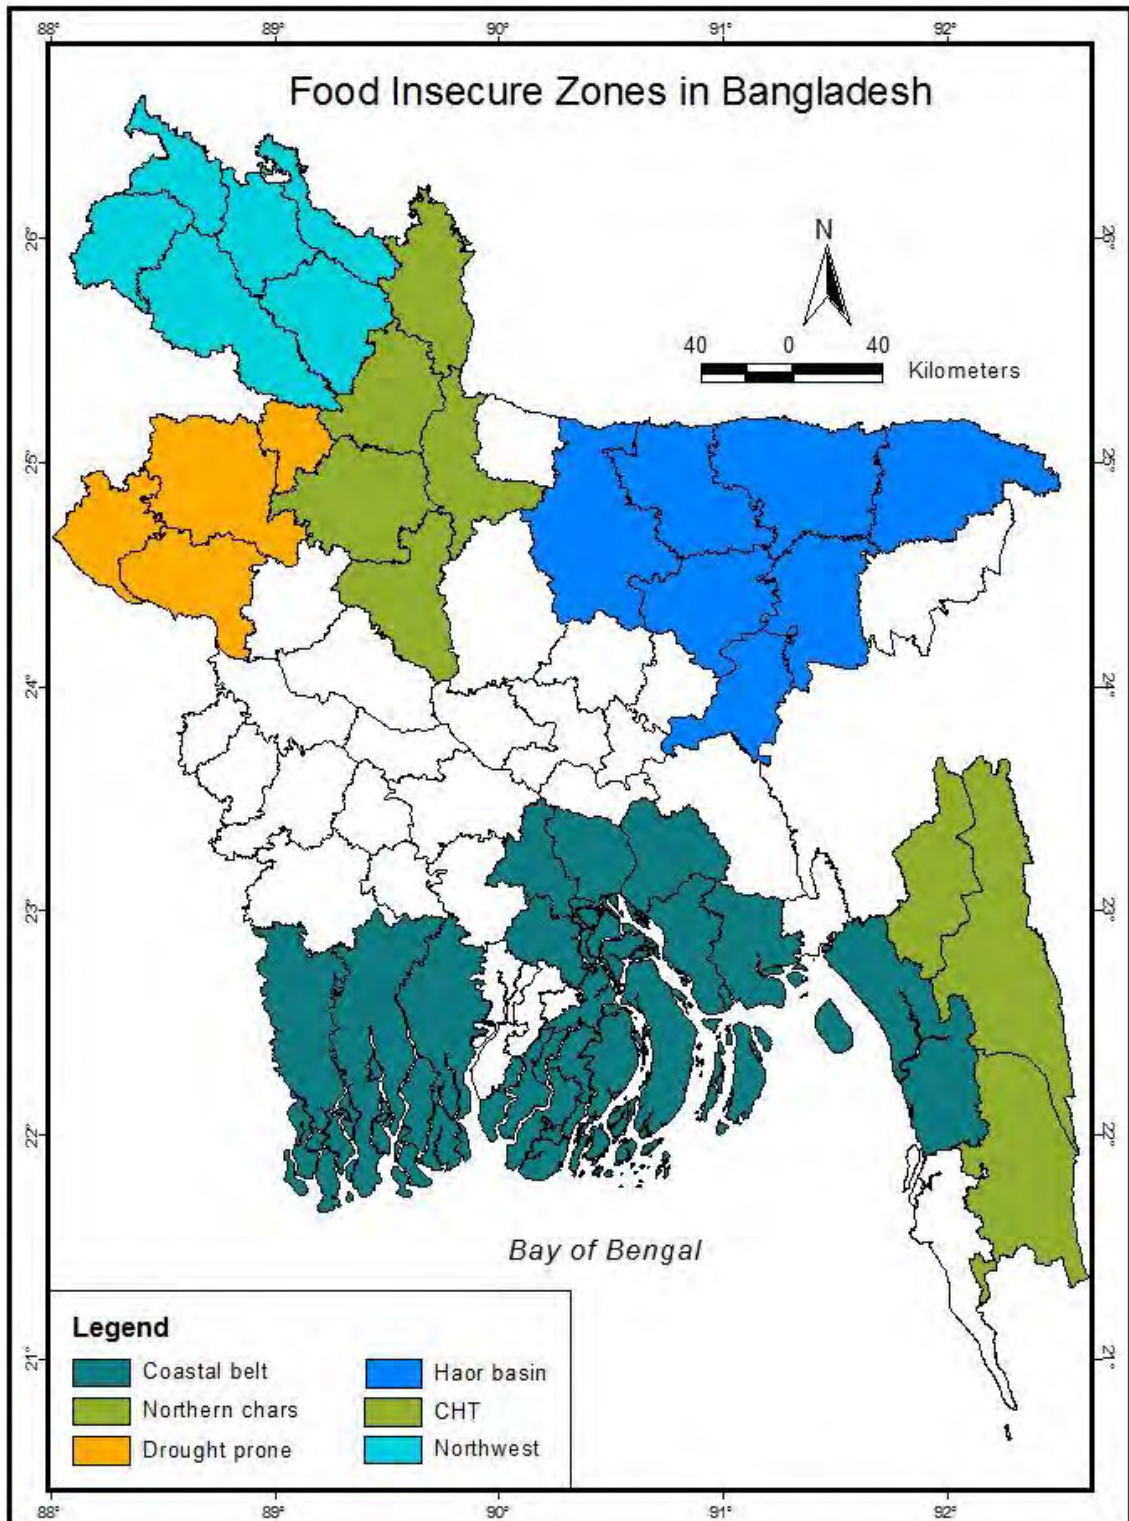 88° 89° 90° 91° 92°
Food Insecure Zones in Bangladesh
N
26° 26°
40 0 40
Kilometers
25° 25°
24° 24°
23° 23°
22° 22°
Bay of Bengal
21° 21°
Legend
Coastal belt
Northern chars
Drought prone
Haor basin
CHT
Northwest
88° 89° 90° 91° 92°